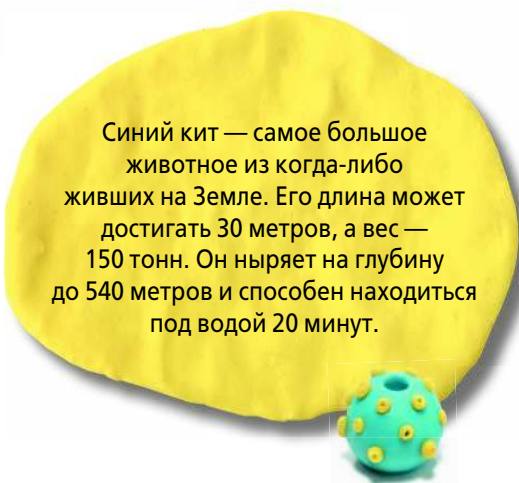 Синий кит — самое большое
животное из когда-либо
живших на Земле. Его длина может
достигать 30 метров, а вес —
150 тонн. Он ныряет на глубину
до 540 метров и способен находиться
под водой 20 минут.